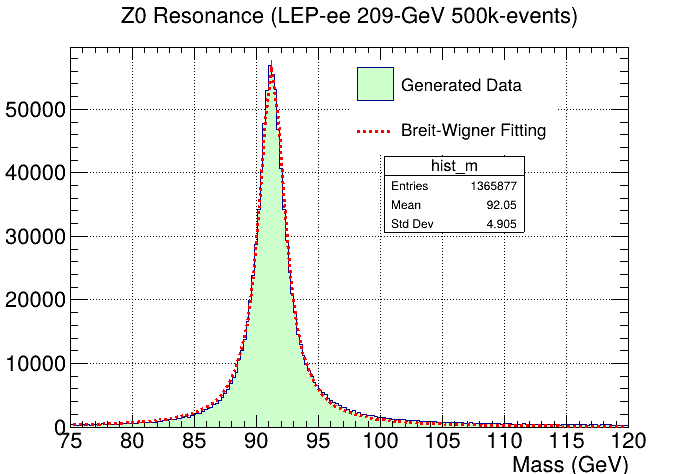 Z0 Resonance (LEP-ee 209-GeV 500k-events)
Generated Data
Breit-Wigner Fitting
hist_m
Entries 1365877
Mean 92.05
Std Dev 4.905
50000
40000
30000
20000
10000
0
75 80 85 90 95 100 105 110 115 120
Mass (GeV)